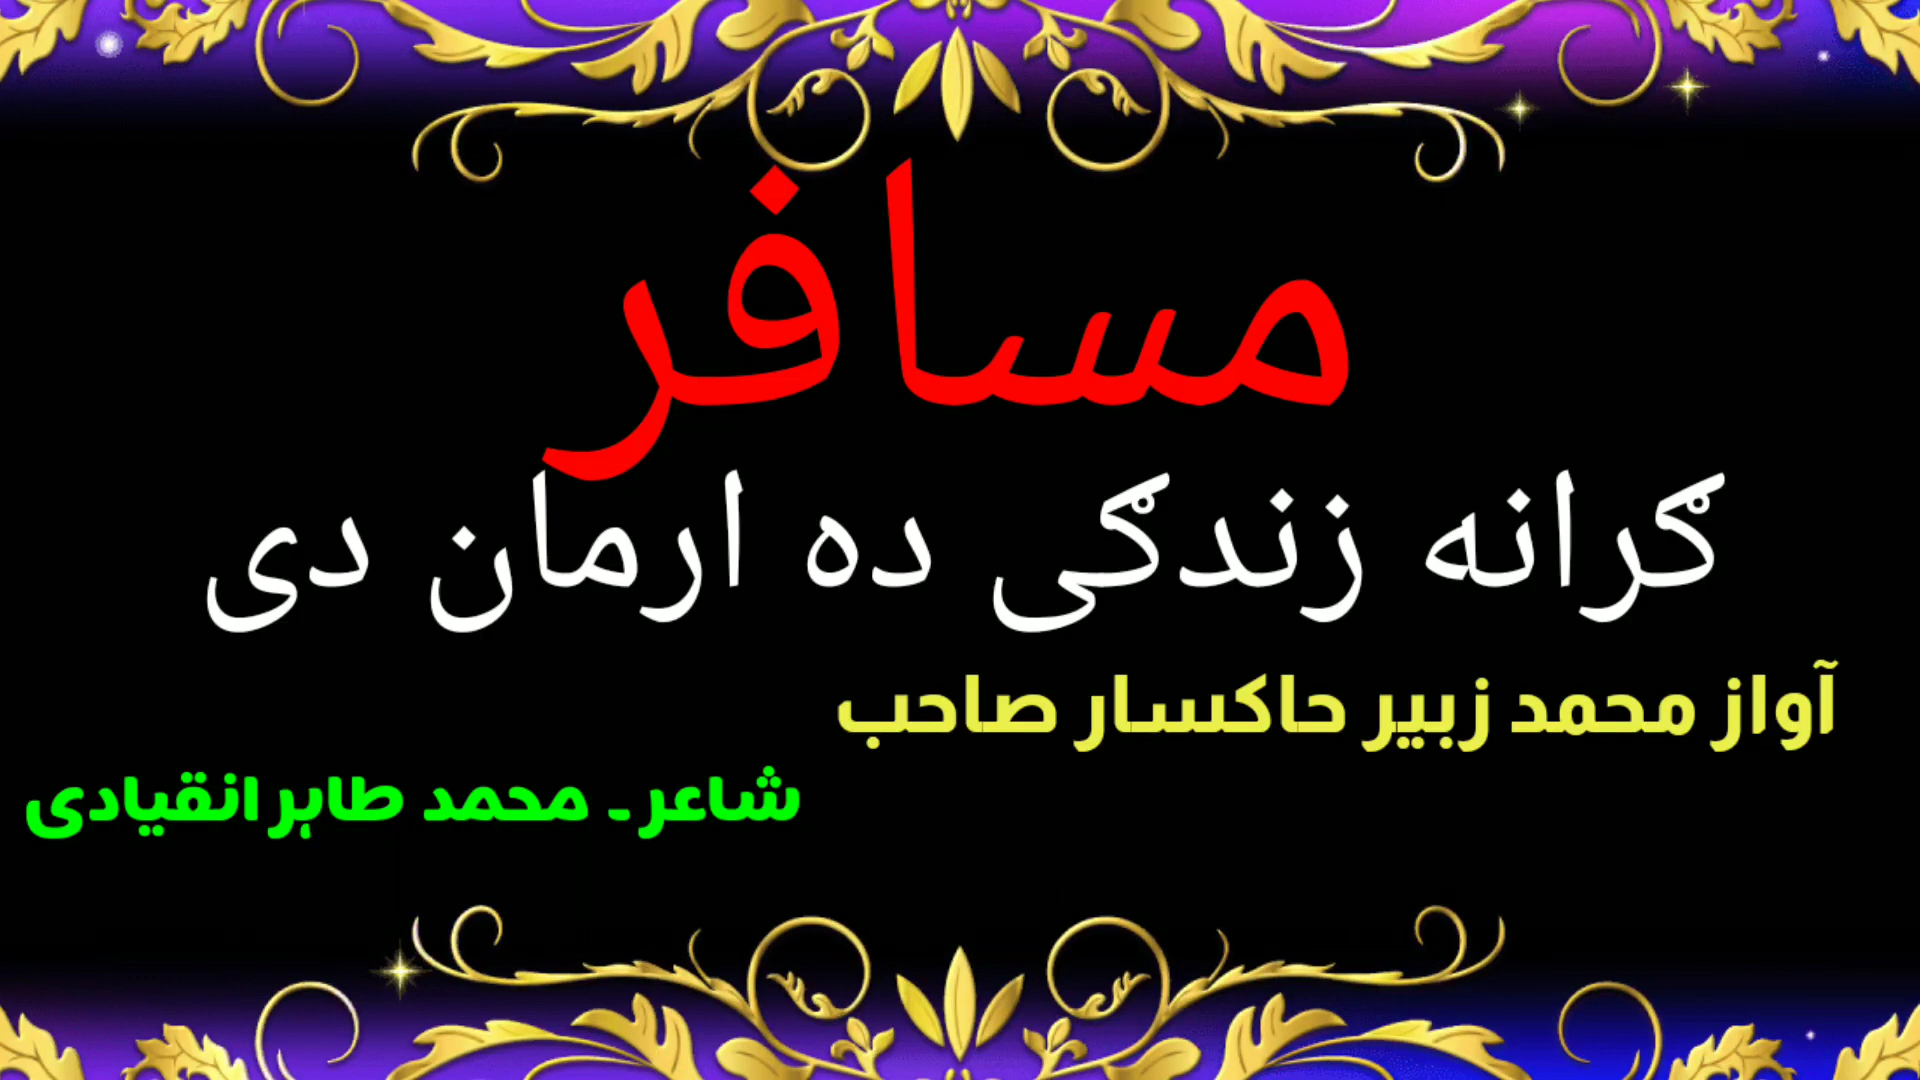 مسافر
ګرانه زندګی ده ارمان دی
آواز محمد زبیر حاکسار صاحب
شاعر ۔ محمد طاہر انقیادی